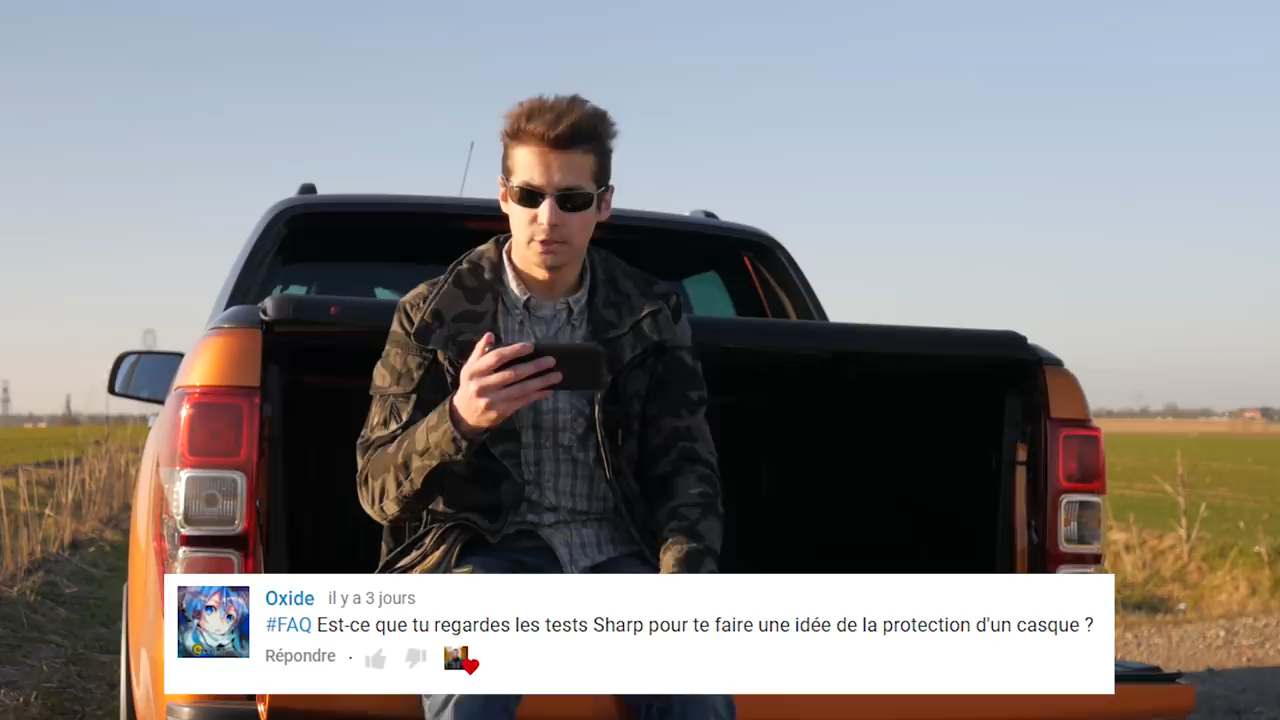 Oxide il y a 3 jours
#FAQ Est-ce que tu regardes les tests Sharp pour te faire une idée de la protection d'un casque ?
Répondre